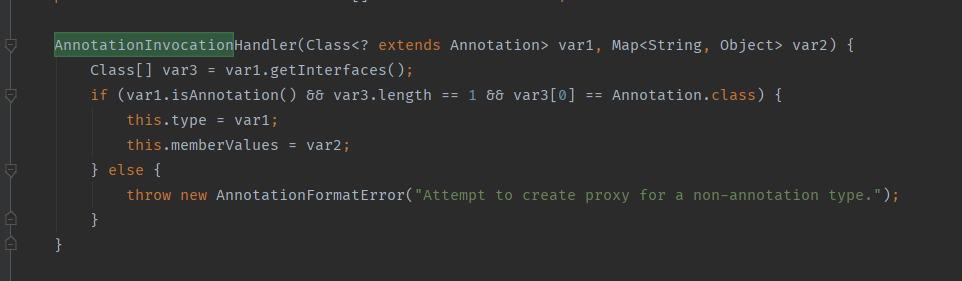 AnnotationInvocationHandler(Class<? extends Annotation> var1, Map<String, Object> var2) {
    Class[] var3 = var1.getInterfaces();
    if (var1.isAnnotation() && var3.length == 1 && var3[0] == Annotation.class) {
        this.type = var1;
        this.memberValues = var2;
    } else {
        throw new AnnotationFormatError("Attempt to create proxy for a non-annotation type.");
    }
}